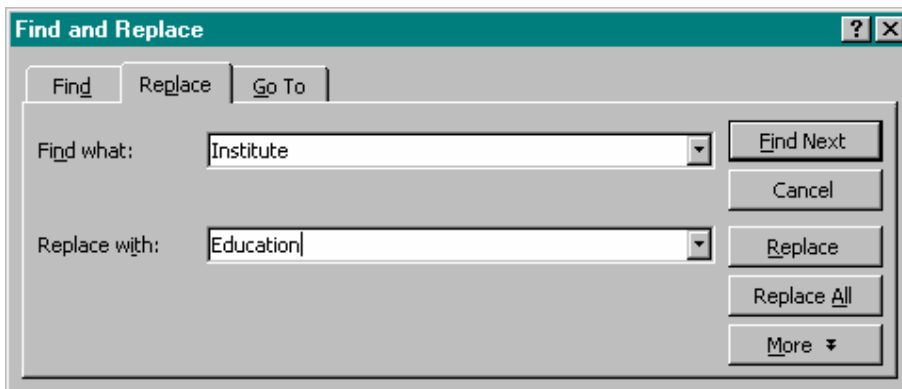 Find and Replace
Find Replace Go To
Find what: Institute Find Next
Cancel
Replace with: Education Replace
Replace All
More